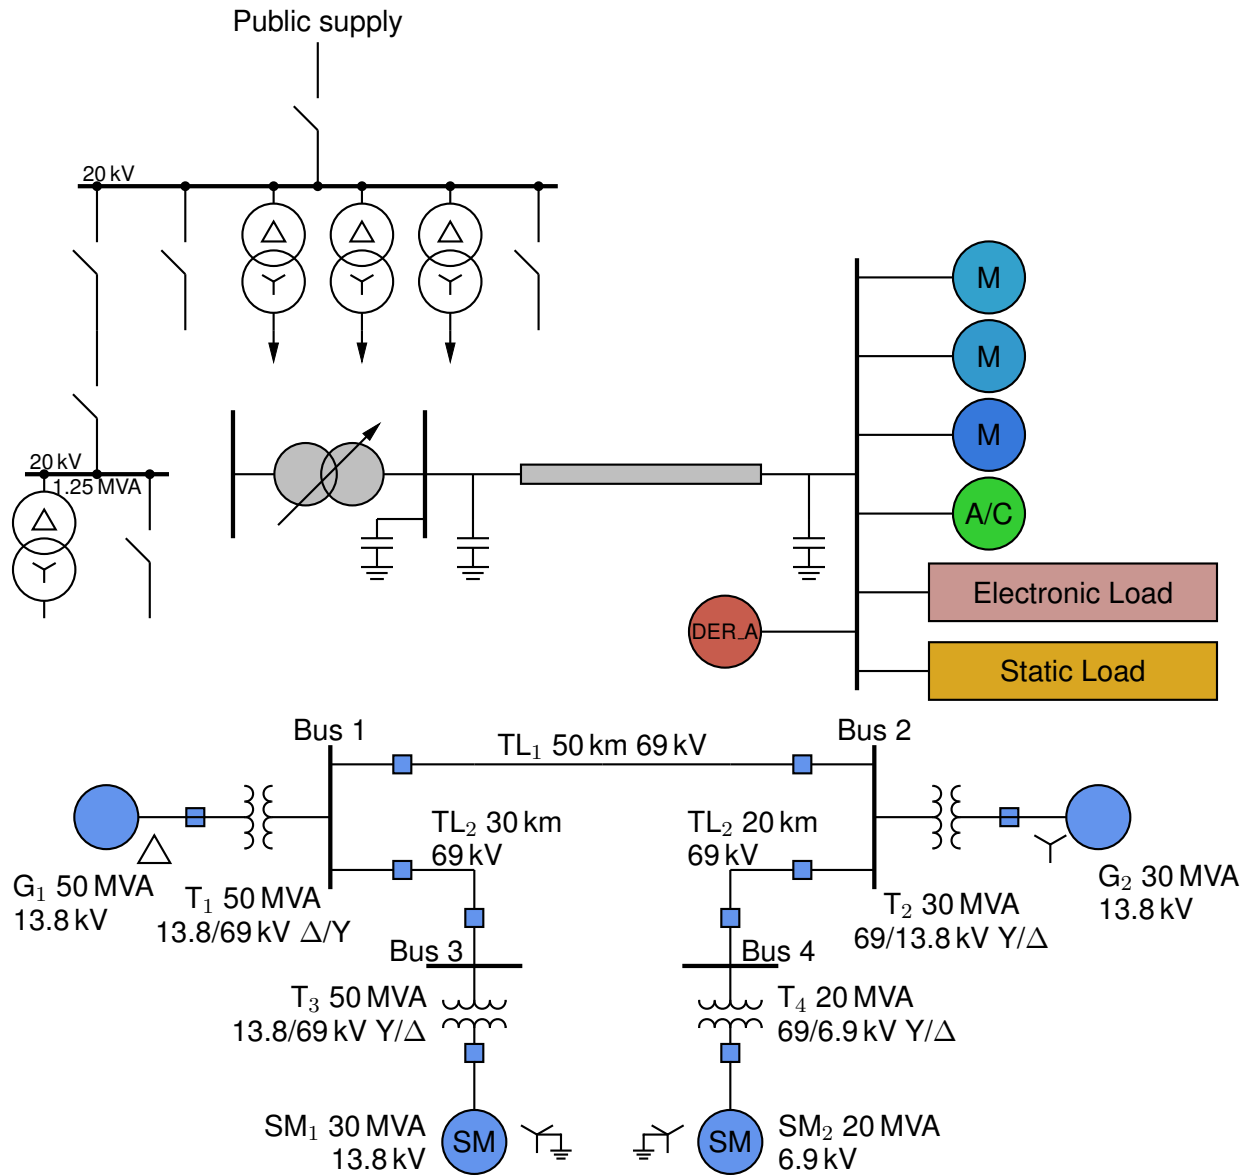 Public supply
20 kV
20 kV
1.25 MVA
M
M
M
A/C
Electronic Load
DER_A
Static Load
Bus 1
Bus 2
TL₁ 50 km 69 kV
TL₂ 30 km
69 kV
TL₂ 20 km
69 kV
G₁ 50 MVA
13.8 kV
T₁ 50 MVA
13.8/69 kV Δ/Y
T₂ 30 MVA
69/13.8 kV Y/Δ
G₂ 30 MVA
13.8 kV
Bus 3
Bus 4
T₃ 50 MVA
13.8/69 kV Y/Δ
T₄ 20 MVA
69/6.9 kV Y/Δ
SM₁ 30 MVA
13.8 kV
SM
SM
SM₂ 20 MVA
6.9 kV